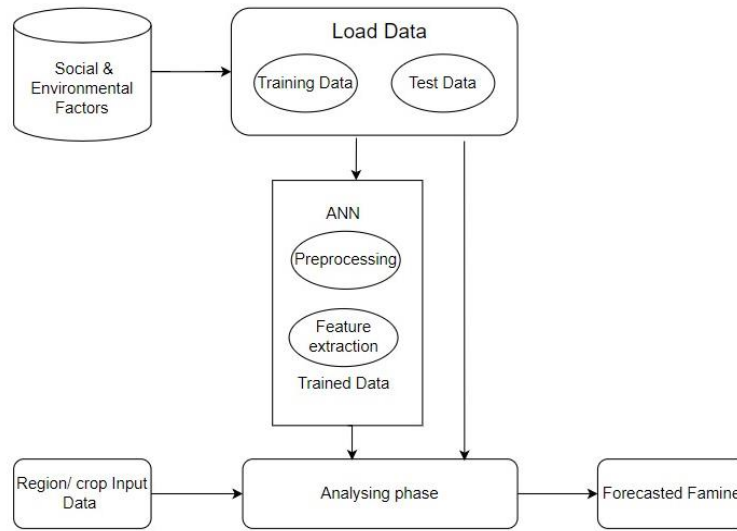 Social &
Environmental
Factors
Load Data
Training Data
Test Data
ANN
Preprocessing
Feature
extraction
Trained Data
Region/ crop Input
Data
Analysing phase
Forecasted Famine